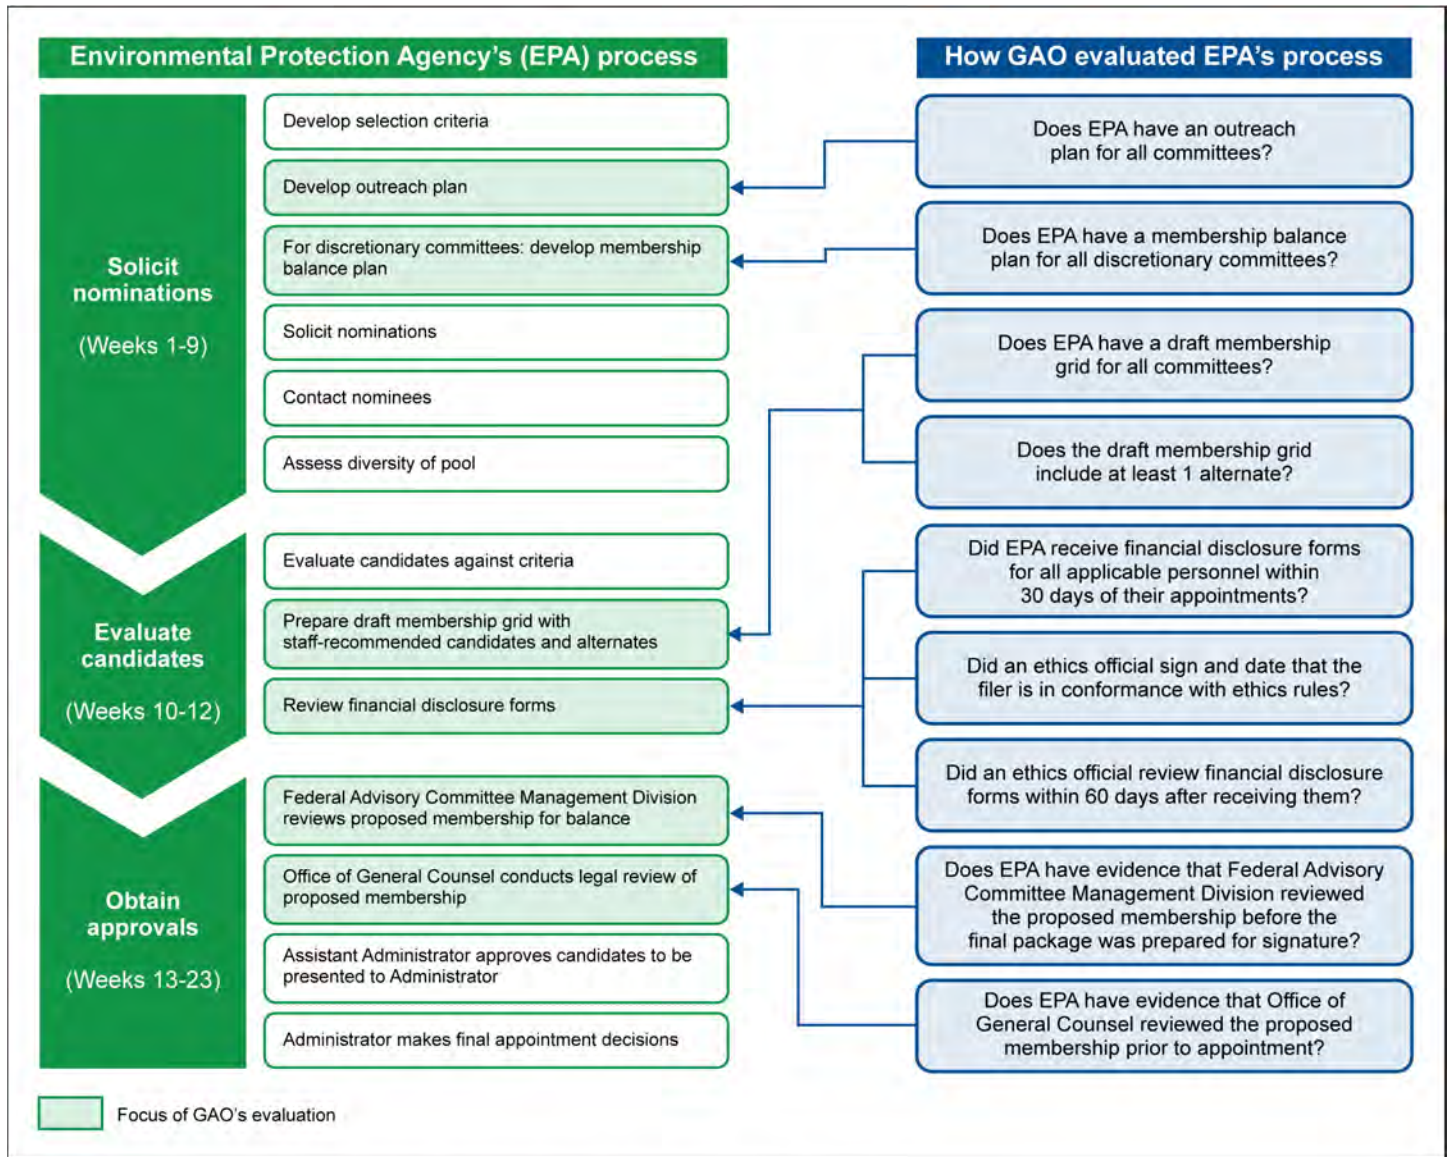 Environmental Protection Agency's (EPA) process
Solicit
nominations
(Weeks 1-9)
Develop selection criteria
Develop outreach plan
For discretionary committees: develop membership
balance plan
Solicit nominations
Contact nominees
Assess diversity of pool
Evaluate
candidates
(Weeks 10-12)
Evaluate candidates against criteria
Prepare draft membership grid with
staff-recommended candidates and alternates
Review financial disclosure forms
Obtain
approvals
(Weeks 13-23)
Federal Advisory Committee Management Division
reviews proposed membership for balance
Office of General Counsel conducts legal review of
proposed membership
Assistant Administrator approves candidates to be
presented to Administrator
Administrator makes final appointment decisions
How GAO evaluated EPA's process
Does EPA have an outreach
plan for all committees?
Does EPA have a membership balance
plan for all discretionary committees?
Does EPA have a draft membership
grid for all committees?
Does the draft membership grid
include at least 1 alternate?
Did EPA receive financial disclosure forms
for all applicable personnel within
30 days of their appointments?
Did an ethics official sign and date that the
filer is in conformance with ethics rules?
Did an ethics official review financial disclosure
forms within 60 days after receiving them?
Does EPA have evidence that Federal Advisory
Committee Management Division reviewed
the proposed membership before the
final package was prepared for signature?
Does EPA have evidence that Office of
General Counsel reviewed the proposed
membership prior to appointment?
Focus of GAO's evaluation